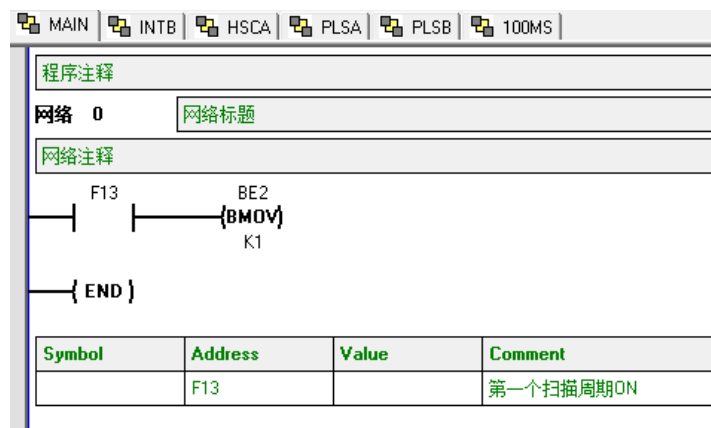 MAIN INTB HSCA PLSA PLSB 100MS
程序注释
网络 0 网络标题
网络注释
F13 BE2
(BMOV)
K1
( END )
Symbol Address Value Comment
F13 第一个扫描周期ON